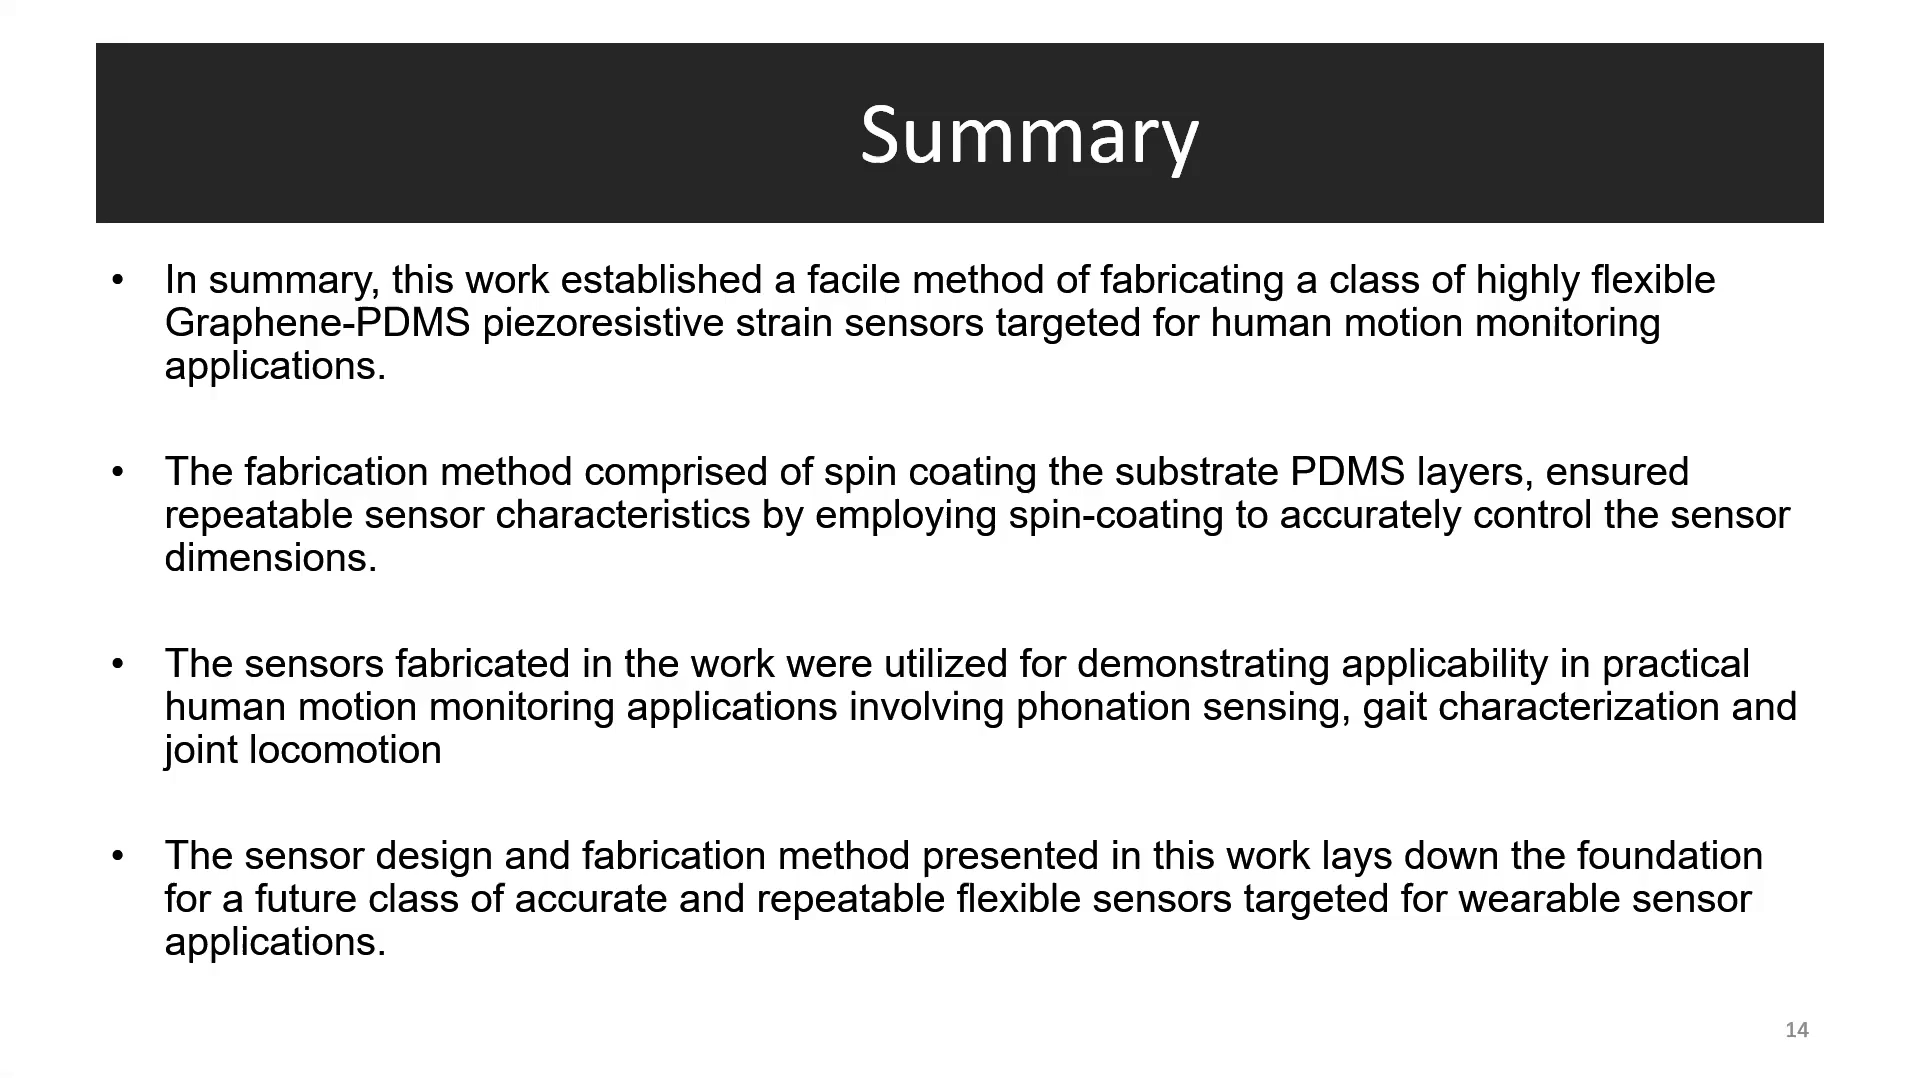 Summary
• In summary, this work established a facile method of fabricating a class of highly flexible
Graphene-PDMS piezoresistive strain sensors targeted for human motion monitoring
applications.
• The fabrication method comprised of spin coating the substrate PDMS layers, ensured
repeatable sensor characteristics by employing spin-coating to accurately control the sensor
dimensions.
• The sensors fabricated in the work were utilized for demonstrating applicability in practical
human motion monitoring applications involving phonation sensing, gait characterization and
joint locomotion
• The sensor design and fabrication method presented in this work lays down the foundation
for a future class of accurate and repeatable flexible sensors targeted for wearable sensor
applications.
14